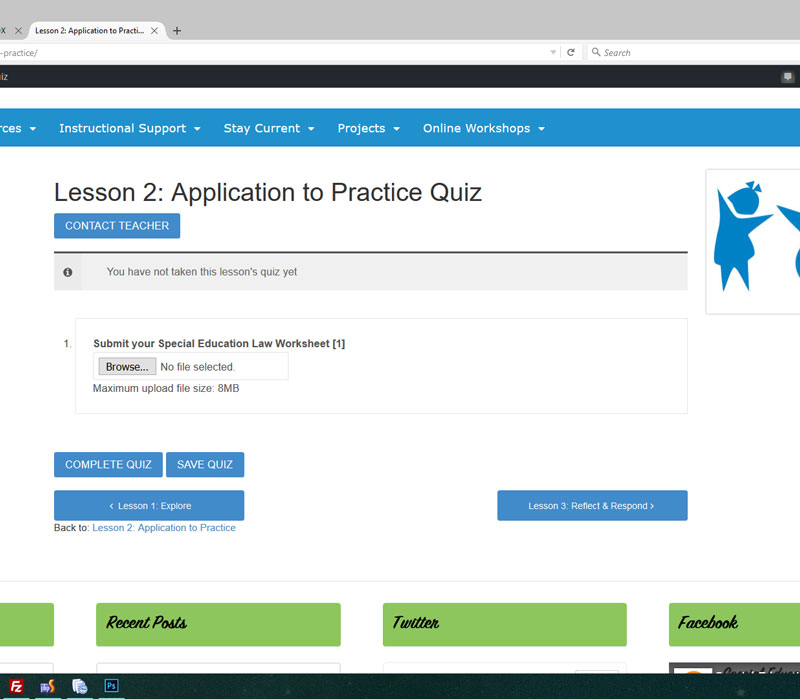 X
Lesson 2: Application to Practi...
-practice/
Search
iz
rces
Instructional Support
Stay Current
Projects
Online Workshops
Lesson 2: Application to Practice Quiz
CONTACT TEACHER
You have not taken this lesson's quiz yet
1.
Submit your Special Education Law Worksheet [1]
Browse... No file selected.
Maximum upload file size: 8MB
COMPLETE QUIZ
SAVE QUIZ
‹ Lesson 1: Explore
Lesson 3: Reflect & Respond ›
Back to: Lesson 2: Application to Practice
Recent Posts
Twitter
Facebook
Fz
Ps